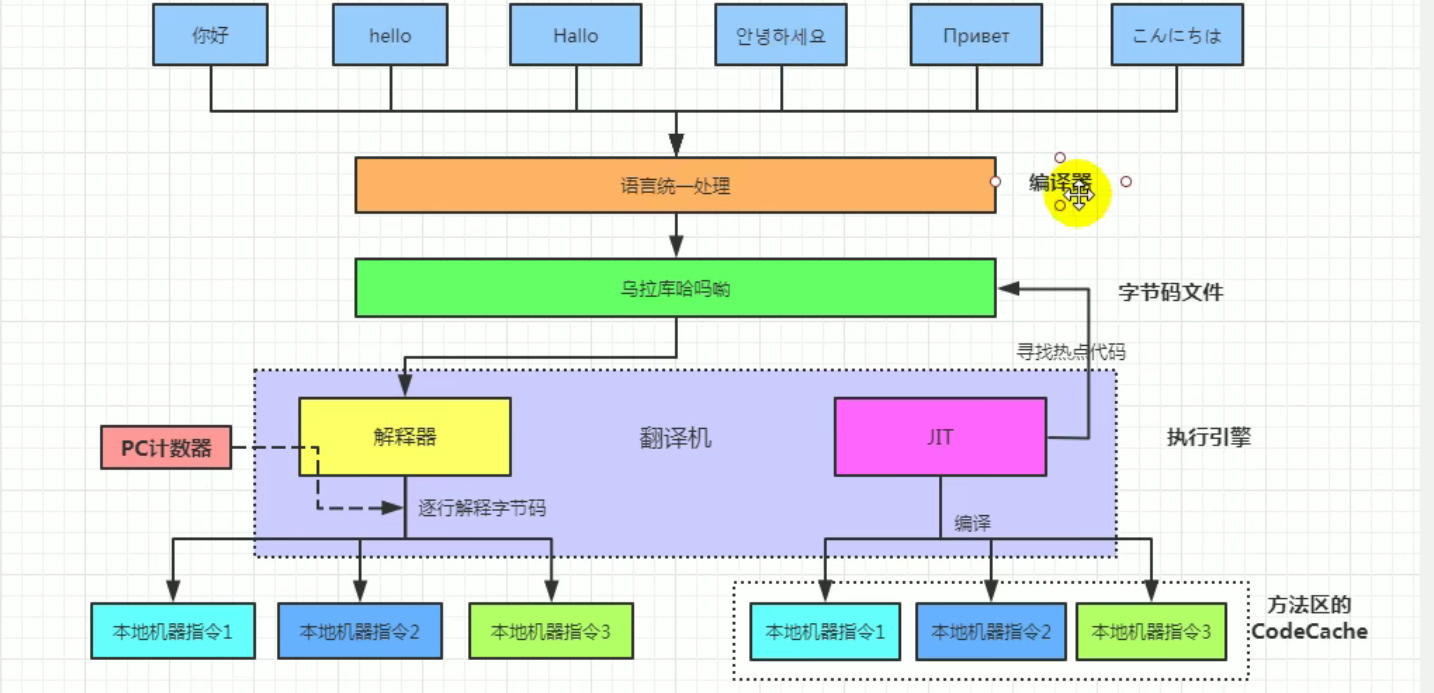 你好
hello
Hallo
안녕하세요
Привет
こんにちは
语言统一处理
编译器
乌拉库哈吗哟
字节码文件
寻找热点代码
PC计数器
解释器
翻译机
JIT
执行引擎
逐行解释字节码
编译
本地机器指令1
本地机器指令2
本地机器指令3
本地机器指令1
本地机器指令2
本地机器指令3
方法区的
CodeCache